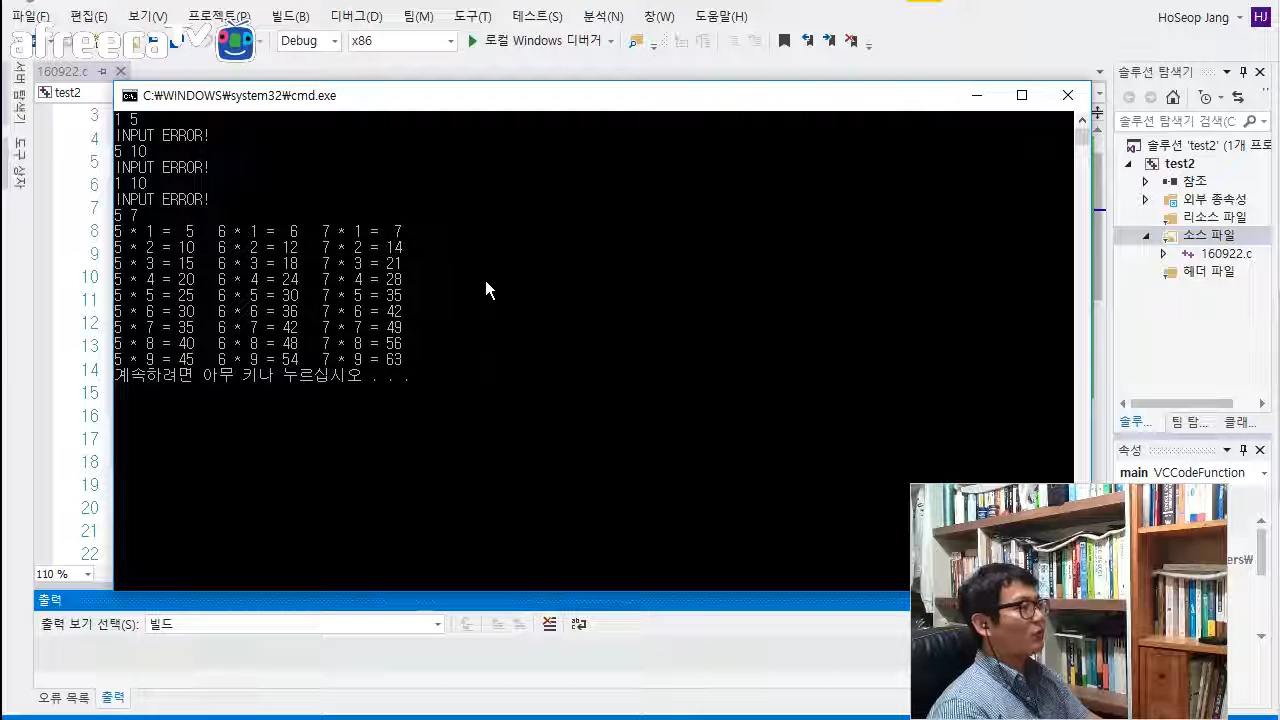 파일(F) 편집(E) 보기(V) 프로젝트(P) 빌드(B) 디버그(D) 팀(M) 도구(T) 테스트(S) 분석(N) 창(W) 도움말(H)
HoSeop Jang HJ
afreecaTV
Debug x86 로컬 Windows 디버거
160922.c
서버 탐색기
도구 상자
test2
C:₩WINDOWS₩system32₩cmd.exe
3
4
5
6
7
8
9
10
11
12
13
14
15
16
17
18
19
20
21
22
1 5
INPUT ERROR!
5 10
INPUT ERROR!
1 10
INPUT ERROR!
5 7
5 * 1 =  5   6 * 1 =  6   7 * 1 =  7
5 * 2 = 10   6 * 2 = 12   7 * 2 = 14
5 * 3 = 15   6 * 3 = 18   7 * 3 = 21
5 * 4 = 20   6 * 4 = 24   7 * 4 = 28
5 * 5 = 25   6 * 5 = 30   7 * 5 = 35
5 * 6 = 30   6 * 6 = 36   7 * 6 = 42
5 * 7 = 35   6 * 7 = 42   7 * 7 = 49
5 * 8 = 40   6 * 8 = 48   7 * 8 = 56
5 * 9 = 45   6 * 9 = 54   7 * 9 = 63
계속하려면 아무 키나 누르십시오 . . .
110 %
출력
출력 보기 선택(S): 빌드
오류 목록 출력
솔루션 탐색기
솔루션 탐색기 검색(C
솔루션 'test2' (1개 프로
test2
참조
외부 종속성
리소스 파일
소스 파일
160922.c
헤더 파일
솔루... 팀 탐... 클래...
속성
main VCCodeFunction
ers₩